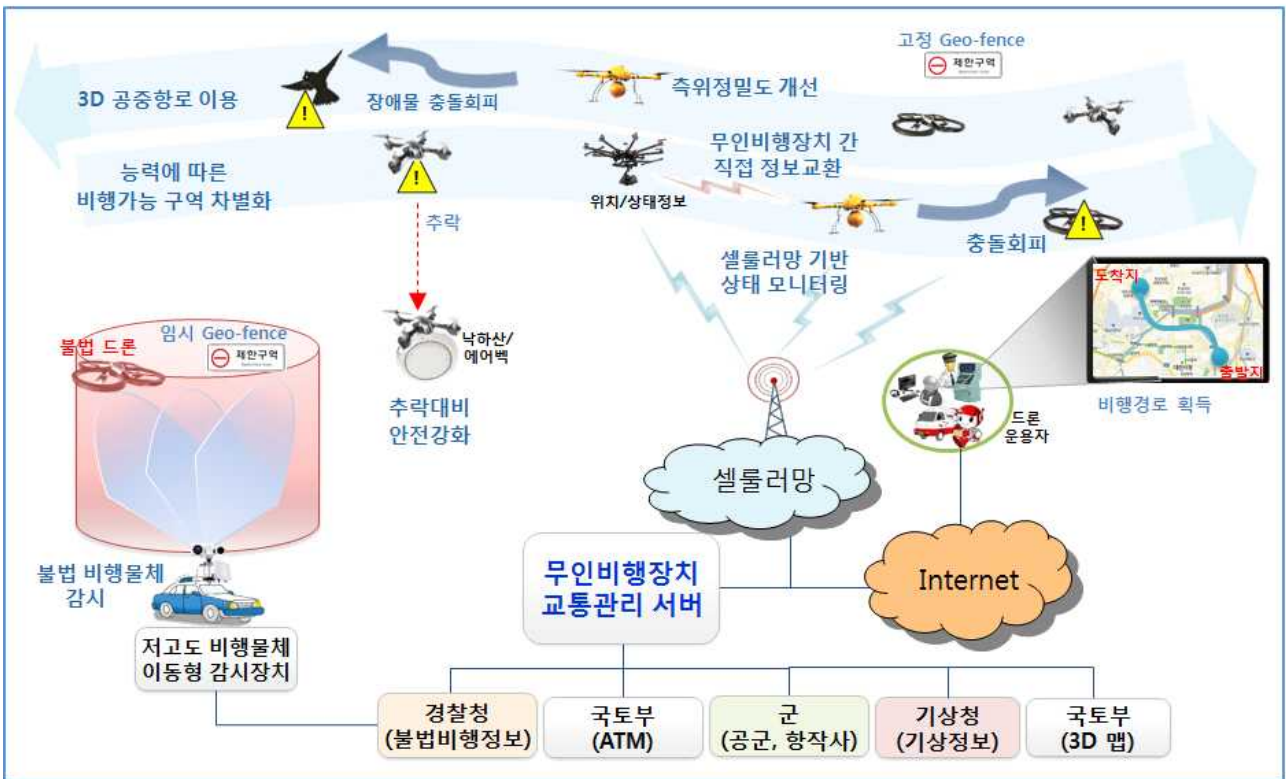 고정 Geo-fence
제한구역
3D 공중항로 이용
장애물 충돌회피
측위정밀도 개선
능력에 따른
비행가능 구역 차별화
무인비행장치 간
직접 정보교환
위치/상태정보
추락
충돌회피
셀룰러망 기반
상태 모니터링
도착지
출발지
비행경로 획득
임시 Geo-fence
제한구역
불법 드론
낙하산/
에어벡
추락대비
안전강화
드론
운용자
셀룰러망
Internet
불법 비행물체
감시
무인비행장치
교통관리 서버
저고도 비행물체
이동형 감시장치
경찰청
(불법비행정보)
국토부
(ATM)
군
(공군, 항작사)
기상청
(기상정보)
국토부
(3D 맵)